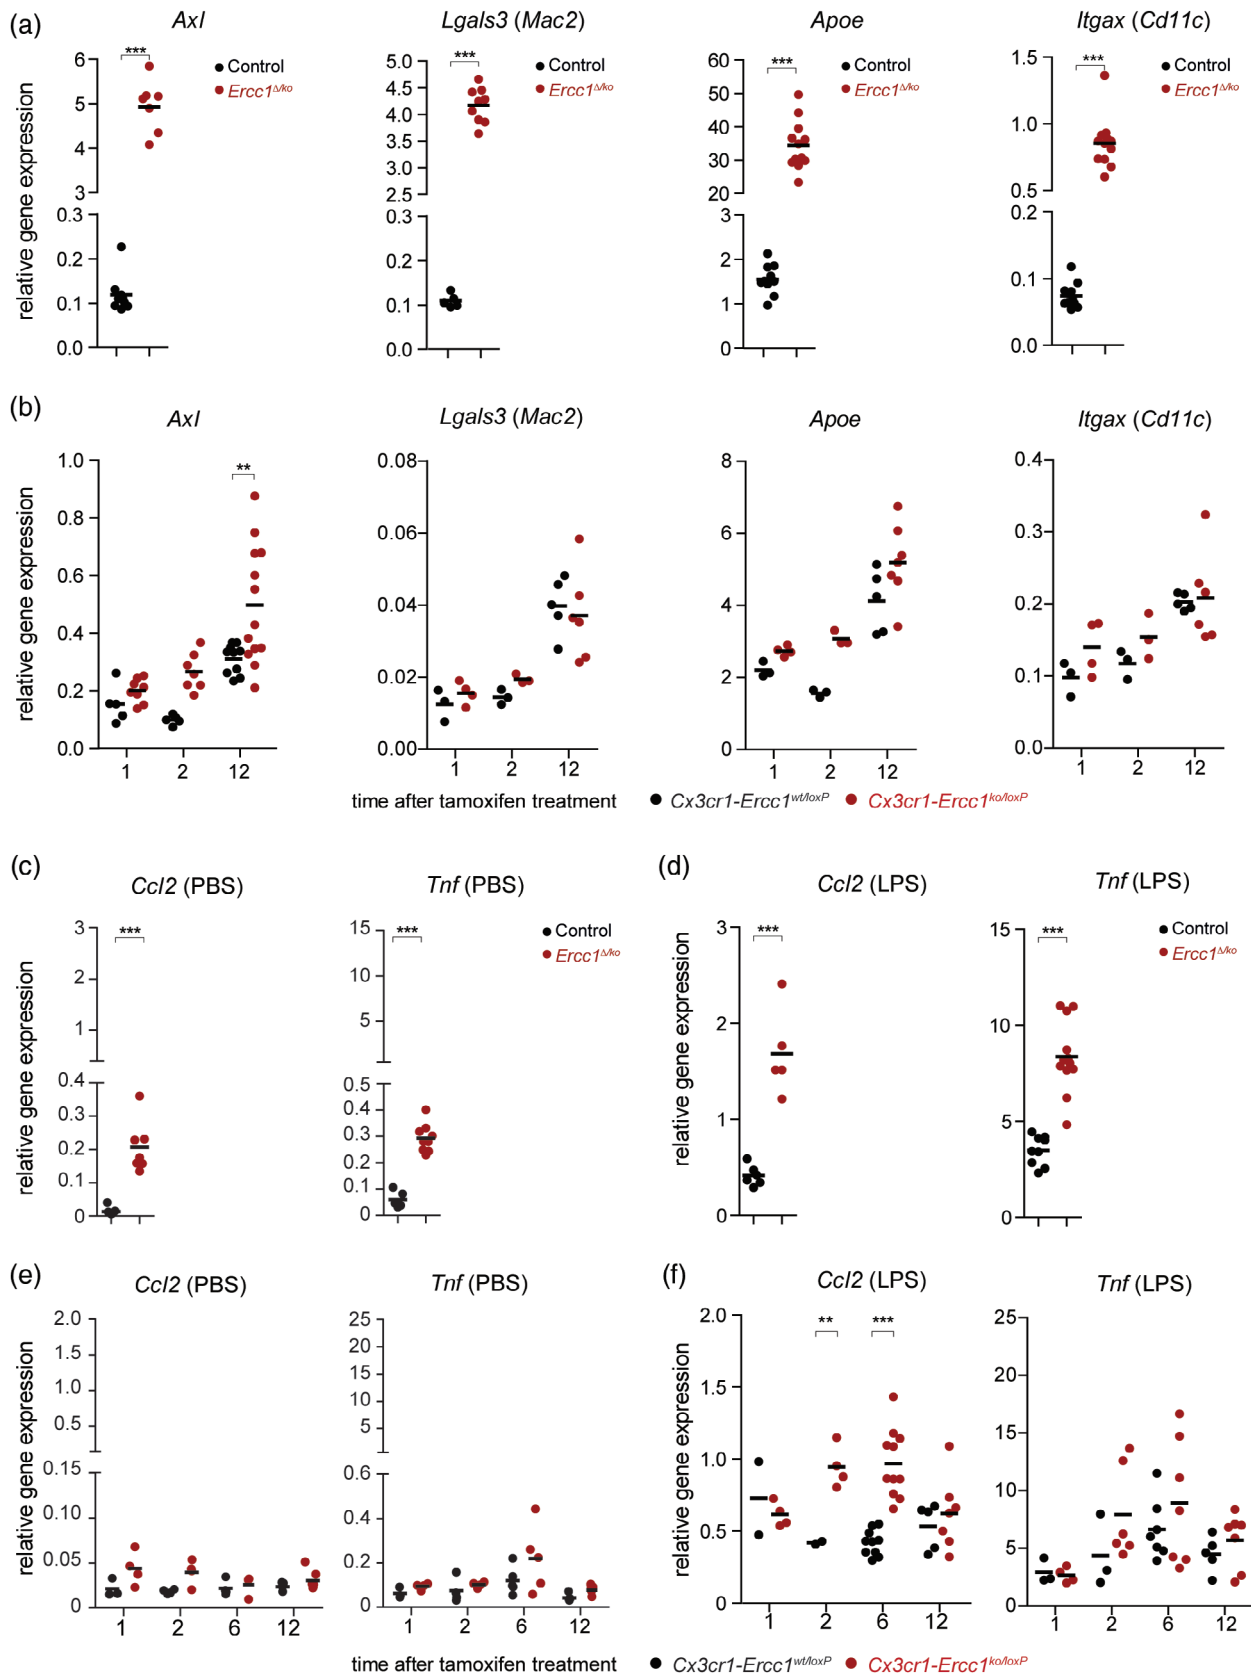 (a)
Axl
Lgals3 (Mac2)
Apoe
Itgax (Cd11c)
relative gene expression
6
5
4
3
0.3
0.2
0.1
0.0
***
Control
Ercc1Δ/ko
5.0
4.5
4.0
3.5
3.0
2.5
0.3
0.2
0.1
0.0
***
Control
Ercc1Δ/ko
60
50
40
30
20
3
2
1
0
***
Control
Ercc1Δ/ko
1.5
1.0
0.5
0.2
0.1
0.0
***
Control
Ercc1Δ/ko
(b)
Axl
Lgals3 (Mac2)
Apoe
Itgax (Cd11c)
relative gene expression
1.0
0.8
0.6
0.4
0.2
0.0
**
1 2 12
0.08
0.06
0.04
0.02
0.00
1 2 12
8
6
4
2
0
1 2 12
0.4
0.3
0.2
0.1
0.0
1 2 12
time after tamoxifen treatment
Cx3cr1-Ercc1wt/loxP
Cx3cr1-Ercc1ko/loxP
(c)
Ccl2 (PBS)
Tnf (PBS)
relative gene expression
3
2
1
0.4
0.3
0.2
0.1
0
***
15
10
5
0.5
0.4
0.3
0.2
0.1
0
***
Control
Ercc1Δ/ko
(d)
Ccl2 (LPS)
Tnf (LPS)
relative gene expression
3
2
1
0
***
15
10
5
0
***
Control
Ercc1Δ/ko
(e)
Ccl2 (PBS)
Tnf (PBS)
relative gene expression
2.0
1.5
1.0
0.5
0.15
0.10
0.05
0
1 2 6 12
25
20
15
10
5
0.6
0.4
0.2
0
1 2 6 12
time after tamoxifen treatment
(f)
Ccl2 (LPS)
Tnf (LPS)
relative gene expression
2.0
1.5
1.0
0.5
0
**
***
1 2 6 12
25
20
15
10
5
0
1 2 6 12
Cx3cr1-Ercc1wt/loxP
Cx3cr1-Ercc1ko/loxP